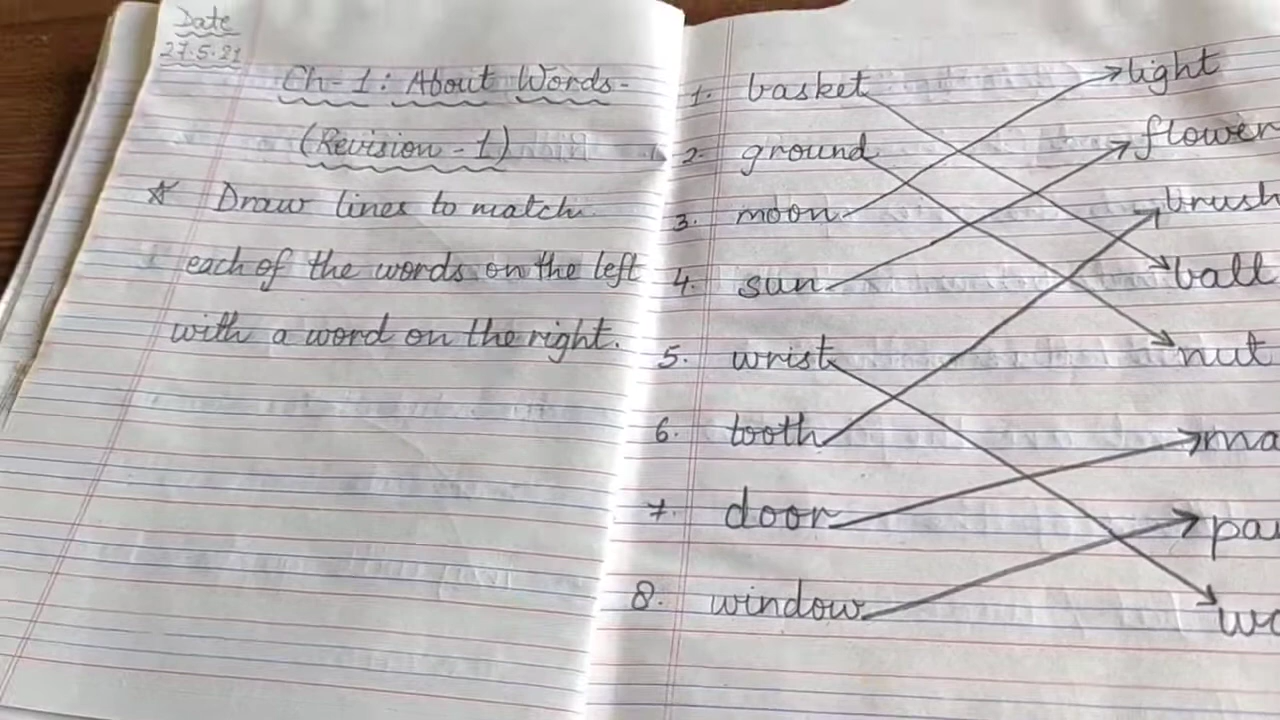 Date
27.5.21
Ch-1: About Words-
(Revision-1)
☆ Draw lines to match
each of the words on the left
with a word on the right.
1. basket light
2. ground flower
3. moon brush
4. sun ball
5. wrist nut
6. tooth
7. door
8. window